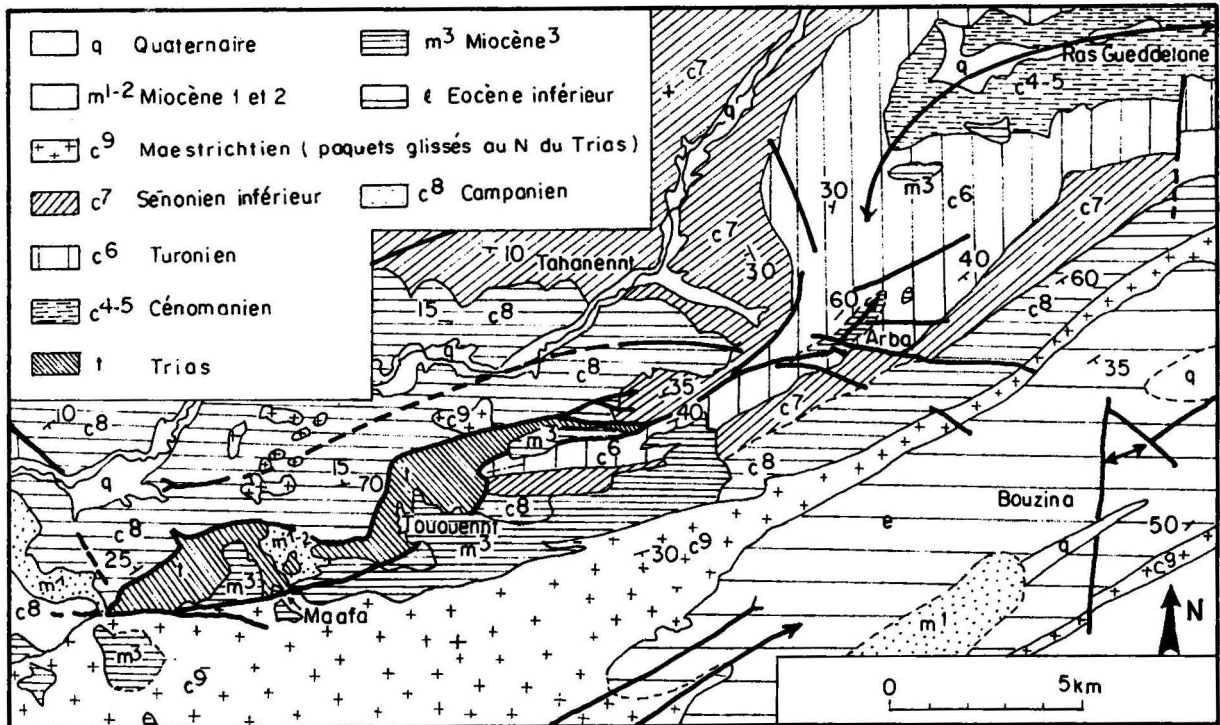 q Quaternaire
m1-2 Miocène 1 et 2
c9 Maestrichtien ( paquets glissés au N du Trias )
c7 Sénonien inférieur
c6 Turonien
c4-5 Cénomanien
t Trias
m3 Miocène3
e Eocène inférieur
c8 Campanien
c7
q
q
Ras Gueddelane
c4-5
30
m3
c6
c7
c7
10
Tahanennt
30
40
15
c8
60
e
60
c8
Arba
35
q
q
c8
35
10
c8
c9
40
c7
m3
c6
c8
15
70
t
q
c8
Bouzina
c8
Tououennt
e
50
m1-2
m3
25
30
c9
q
c9
t
m1
m3
c8
Maafa
m1
N
m3
c9
0 5km